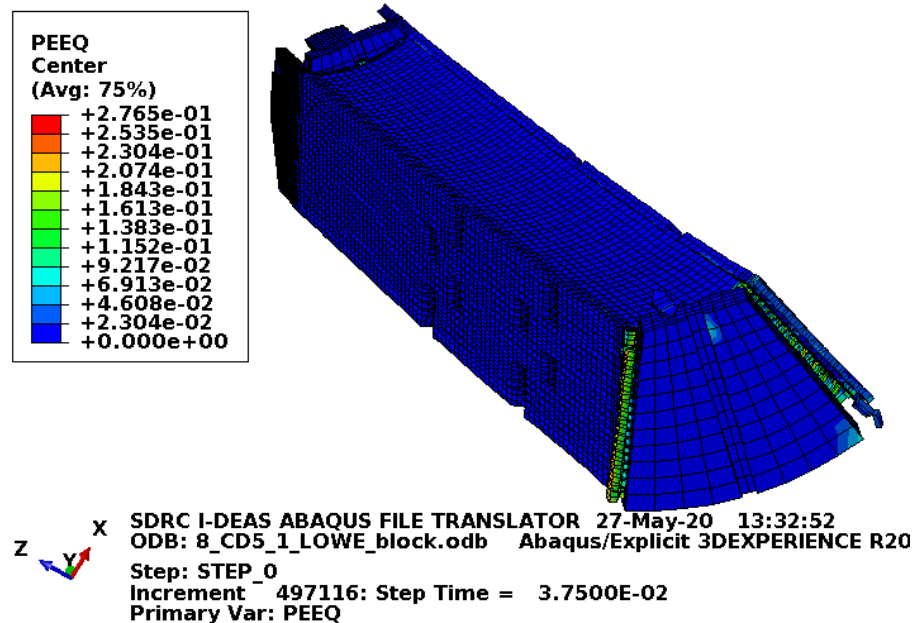 PEEQ
Center
(Avg: 75%)
+2.765e-01
+2.535e-01
+2.304e-01
+2.074e-01
+1.843e-01
+1.613e-01
+1.383e-01
+1.152e-01
+9.217e-02
+6.913e-02
+4.608e-02
+2.304e-02
+0.000e+00
Z
Y
X
SDRC I-DEAS ABAQUS FILE TRANSLATOR 27-May-20 13:32:52
ODB: 8_CD5_1_LOWE_block.odb Abaqus/Explicit 3DEXPERIENCE R20
Step: STEP_0
Increment 497116: Step Time = 3.7500E-02
Primary Var: PEEQ